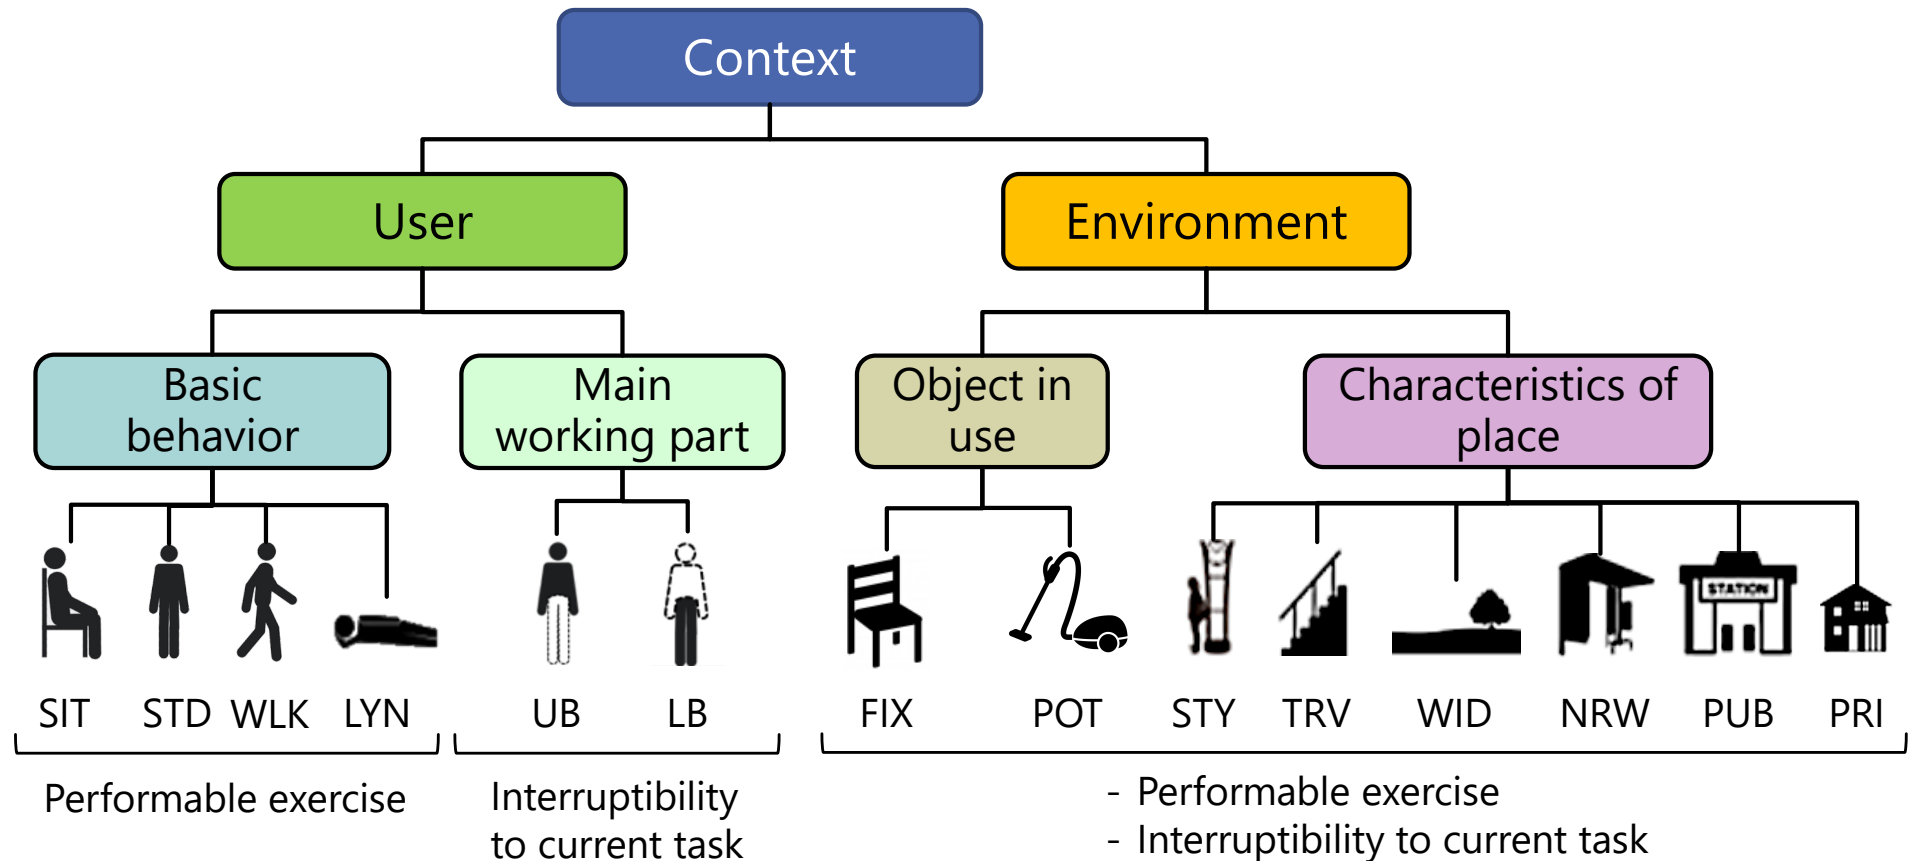 Context
User
Environment
Basic
behavior
Main
working part
Object in
use
Characteristics of
place
STATION
SIT
STD
WLK
LYN
UB
LB
FIX
POT
STY
TRV
WID
NRW
PUB
PRI
Performable exercise
Interruptibility
to current task
- Performable exercise
- Interruptibility to current task